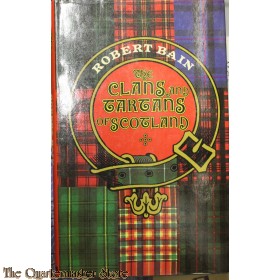 ROBERT BAIN
The
CLANS and
TARTANS
OF SCOTLAND
The Quartermaster Store